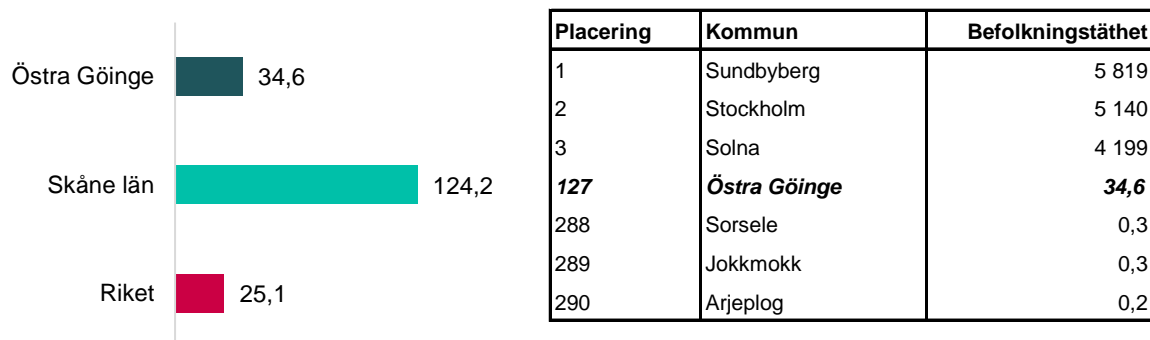 Östra Göinge 34,6
Skåne län 124,2
Riket 25,1
Placering Kommun Befolkningstäthet
1 Sundbyberg 5 819
2 Stockholm 5 140
3 Solna 4 199
127 Östra Göinge 34,6
288 Sorsele 0,3
289 Jokkmokk 0,3
290 Arjeplog 0,2